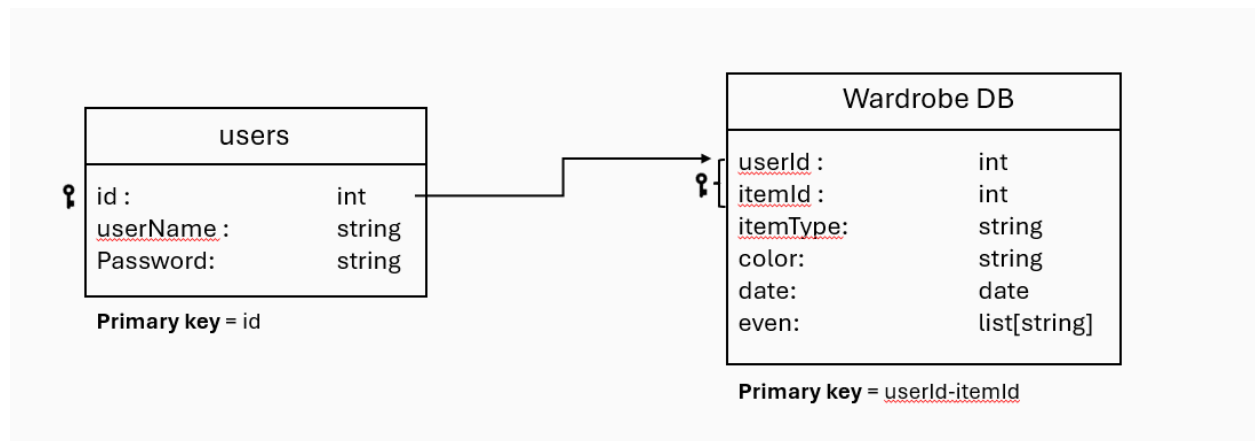 users
id : int
userName : string
Password: string
Primary key = id
Wardrobe DB
userId : int
itemId : int
itemType: string
color: string
date: date
even: list[string]
Primary key = userId-itemId